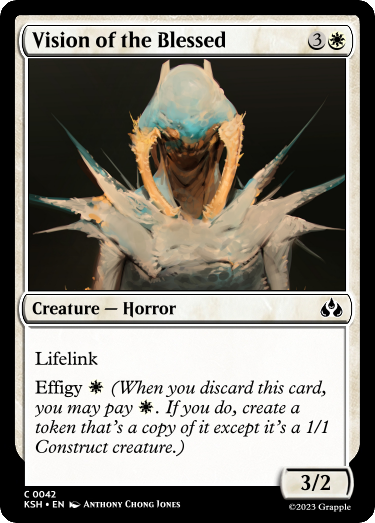 Vision of the Blessed 3
Creature — Horror
Lifelink
Effigy (When you discard this card,
you may pay . If you do, create a
token that's a copy of it except it's a 1/1
Construct creature.)
3/2
C 0042
KSH • EN Anthony Chong Jones
©2023 Grapple